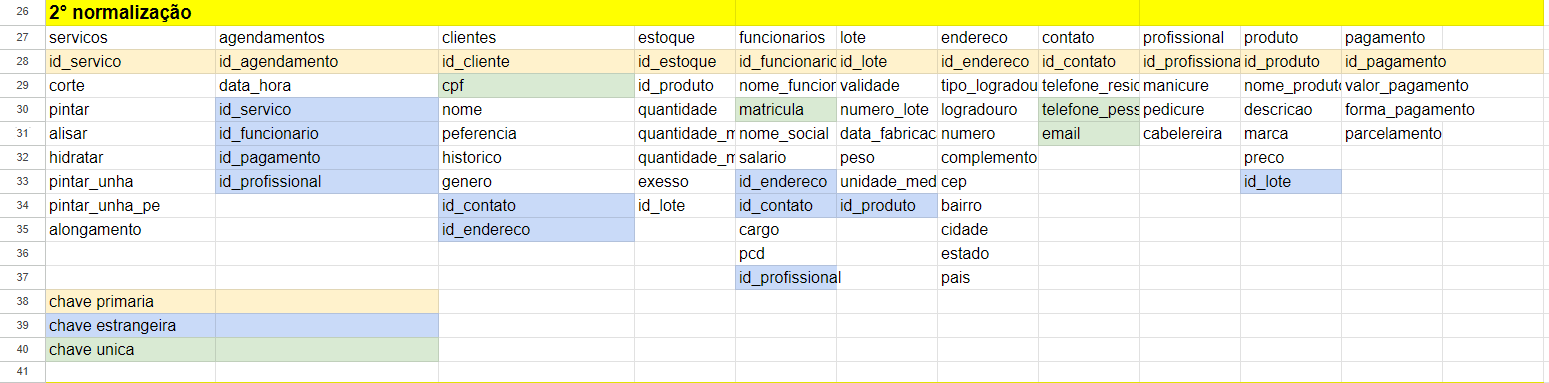 26 2° normalização
27 servicos agendamentos clientes estoque funcionarios lote endereco contato profissional produto pagamento
28 id_servico id_agendamento id_cliente id_estoque id_funcionaric id_lote id_endereco id_contato id_profissiona id_produto id_pagamento
29 corte data_hora cpf id_produto nome_funcior validade tipo_logradou telefone_resic manicure nome_produto valor_pagamento
30 pintar id_servico nome quantidade matricula numero_lote logradouro telefone_pess pedicure descricao forma_pagamento
31 alisar id_funcionario peferencia quantidade_m nome_social data_fabricac numero email cabelereira marca parcelamento
32 hidratar id_pagamento historico quantidade_m salario peso complemento preco
33 pintar_unha id_profissional genero exesso id_endereco unidade_med cep id_lote
34 pintar_unha_pe id_contato id_lote id_contato id_produto bairro
35 alongamento id_endereco cargo cidade
36 pcd estado
37 id_profissional pais
38 chave primaria
39 chave estrangeira
40 chave unica
41